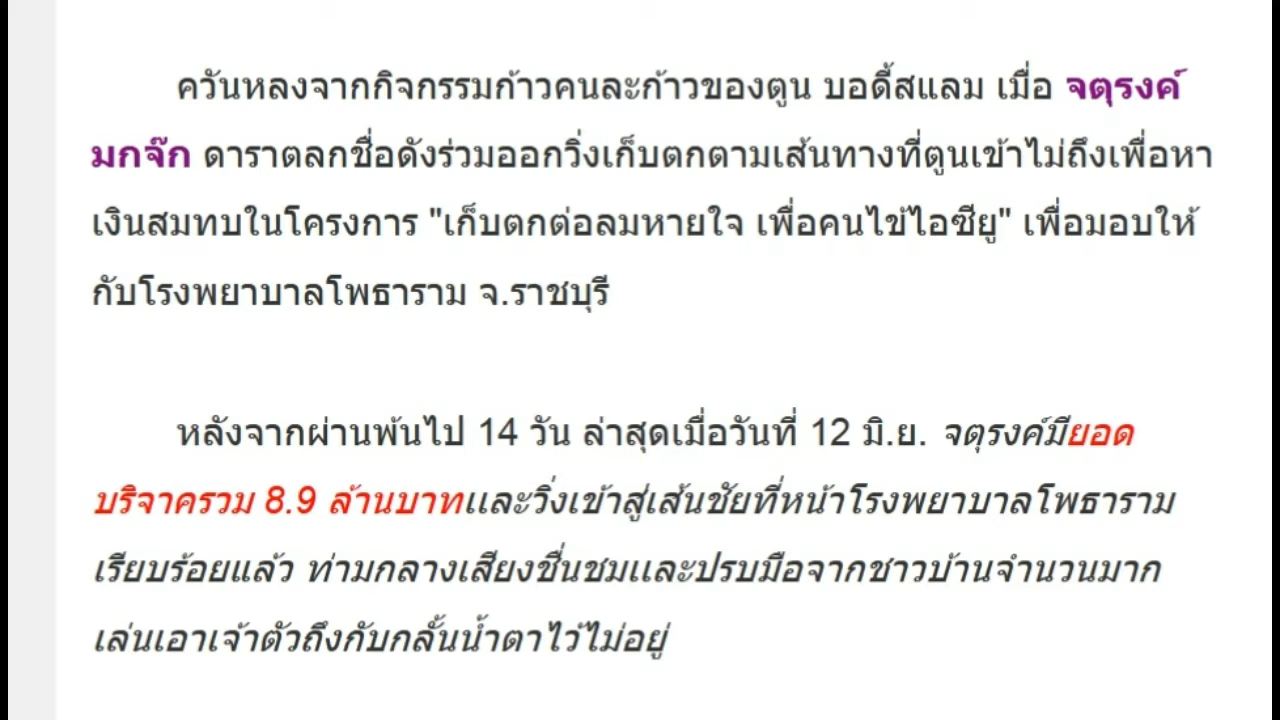 ควันหลงจากกิจกรรมก้าวคนละก้าวของตูน บอดี้สแลม เมื่อ จตุรงค์
มกจ๊ก ดาราตลกชื่อดังร่วมออกวิ่งเก็บตกตามเส้นทางที่ตูนเข้าไม่ถึงเพื่อหา
เงินสมทบในโครงการ "เก็บตกต่อลมหายใจ เพื่อคนไข้ไอซียู" เพื่อมอบให้
กับโรงพยาบาลโพธาราม จ.ราชบุรี
หลังจากผ่านพ้นไป 14 วัน ล่าสุดเมื่อวันที่ 12 มิ.ย. จตุรงค์มียอด
บริจาครวม 8.9 ล้านบาทและวิ่งเข้าสู่เส้นชัยที่หน้าโรงพยาบาลโพธาราม
เรียบร้อยแล้ว ท่ามกลางเสียงชื่นชมและปรบมือจากชาวบ้านจำนวนมาก
เล่นเอาเจ้าตัวถึงกับกลั้นน้ำตาไว้ไม่อยู่